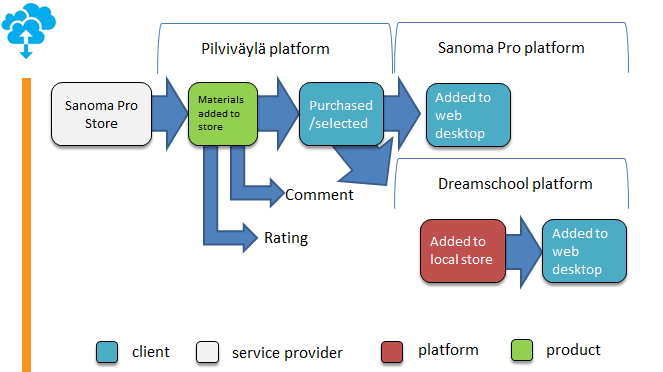 Pilviväylä platform
Sanoma Pro platform
Sanoma Pro
Store
Materials
added to
store
Purchased
/selected
Added to
web
desktop
Comment
Rating
Dreamschool platform
Added to
local store
Added to
web
desktop
client
service provider
platform
product